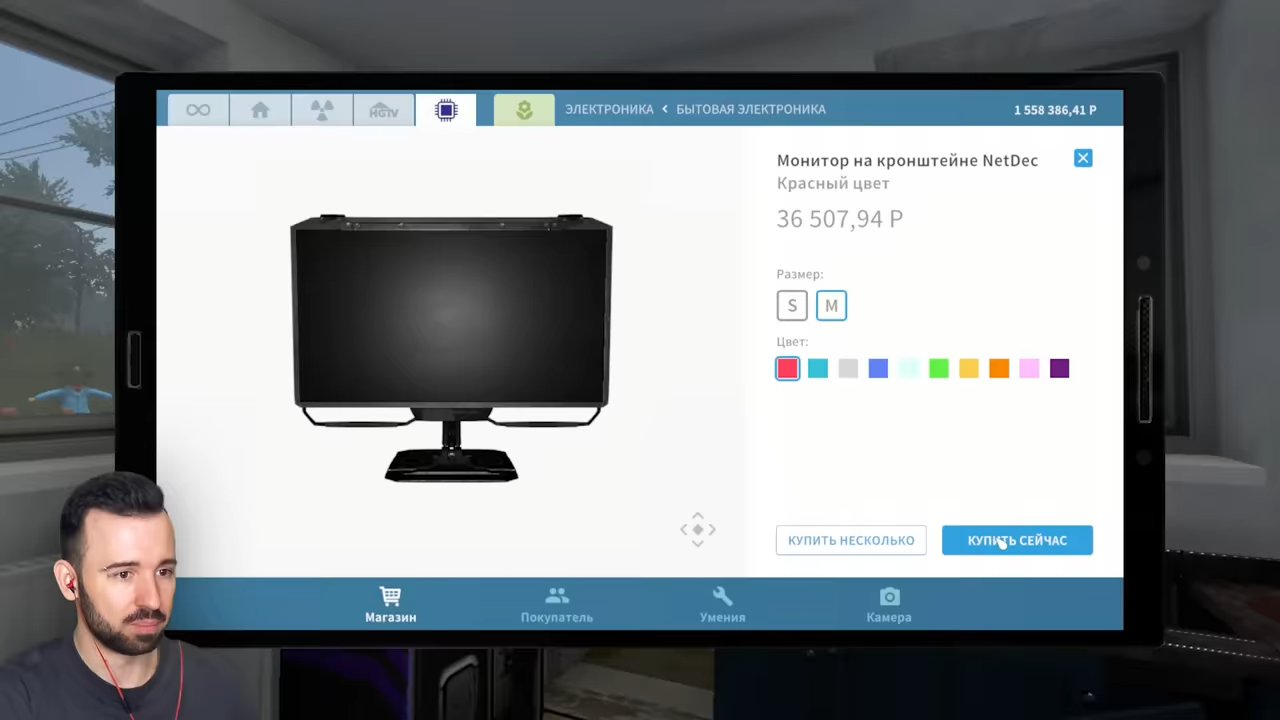 HGTV
ЭЛЕКТРОНИКА < БЫТОВАЯ ЭЛЕКТРОНИКА
1 558 386,41 Р
Монитор на кронштейне NetDec
Красный цвет
36 507,94 Р
Размер:
S M
Цвет:
КУПИТЬ НЕСКОЛЬКО
КУПИТЬ СЕЙЧАС
Магазин
Покупатель
Умения
Камера